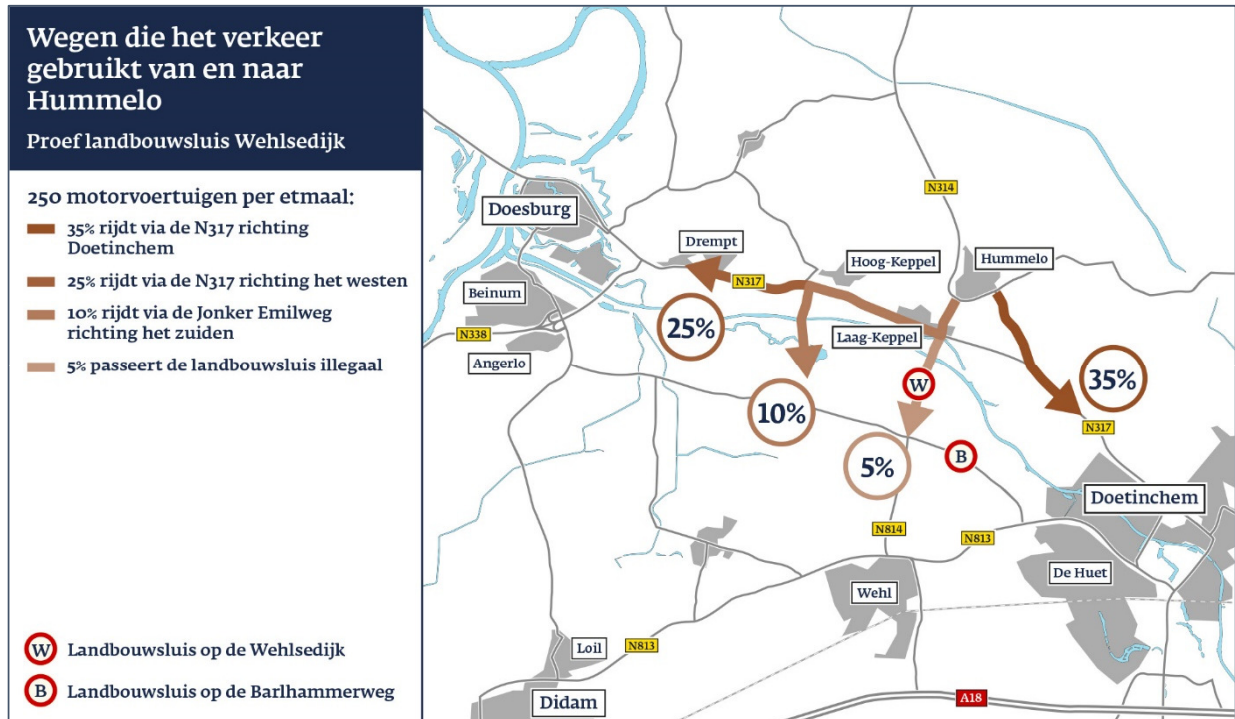 Wegen die het verkeer
gebruikt van en naar
Hummelo
Proef landbouwsluis Wehlsedijk
250 motorvoertuigen per etmaal:
35% rijdt via de N317 richting
Doetinchem
25% rijdt via de N317 richting het westen
10% rijdt via de Jonker Emilweg
richting het zuiden
5% passeert de landbouwsluis illegaal
W Landbouwsluis op de Wehlsedijk
B Landbouwsluis op de Barlhammerweg
N314
Doesburg
Drempt
Hoog-Keppel
Hummelo
N317
Beinum
25%
Laag-Keppel
N338
Angerlo
W
35%
10%
N317
B
5%
Doetinchem
N814
N813
De Huet
Wehl
Loil
N813
Didam
A18